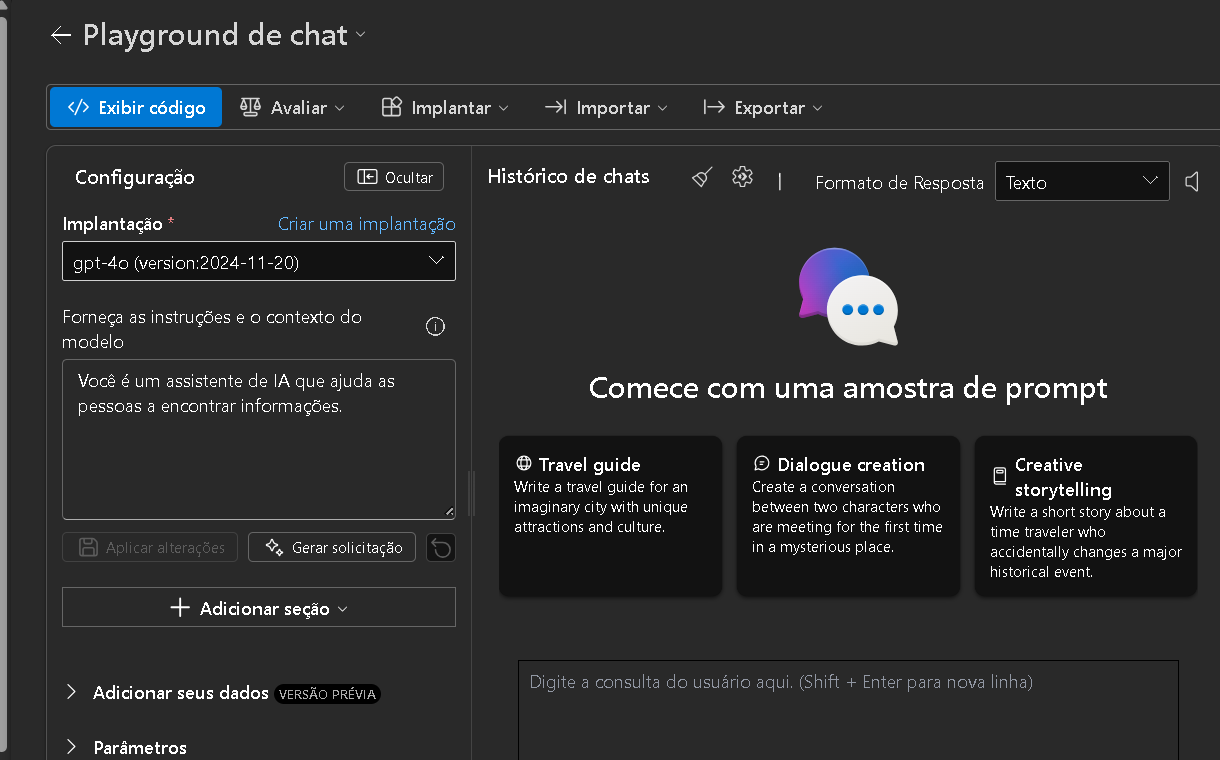 Playground de chat
Exibir código
Avaliar
Implantar
Importar
Exportar
Configuração
Ocultar
Implantação *
Criar uma implantação
gpt-4o (version:2024-11-20)
Forneça as instruções e o contexto do
modelo
Você é um assistente de IA que ajuda as
pessoas a encontrar informações.
Aplicar alterações
Gerar solicitação
Adicionar seção
Adicionar seus dados VERSÃO PRÉVIA
Parâmetros
Histórico de chats
Formato de Resposta
Texto
Comece com uma amostra de prompt
Travel guide
Write a travel guide for an
imaginary city with unique
attractions and culture.
Dialogue creation
Create a conversation
between two characters who
are meeting for the first time
in a mysterious place.
Creative
storytelling
Write a short story about a
time traveler who
accidentally changes a major
historical event.
Digite a consulta do usuário aqui. (Shift + Enter para nova linha)